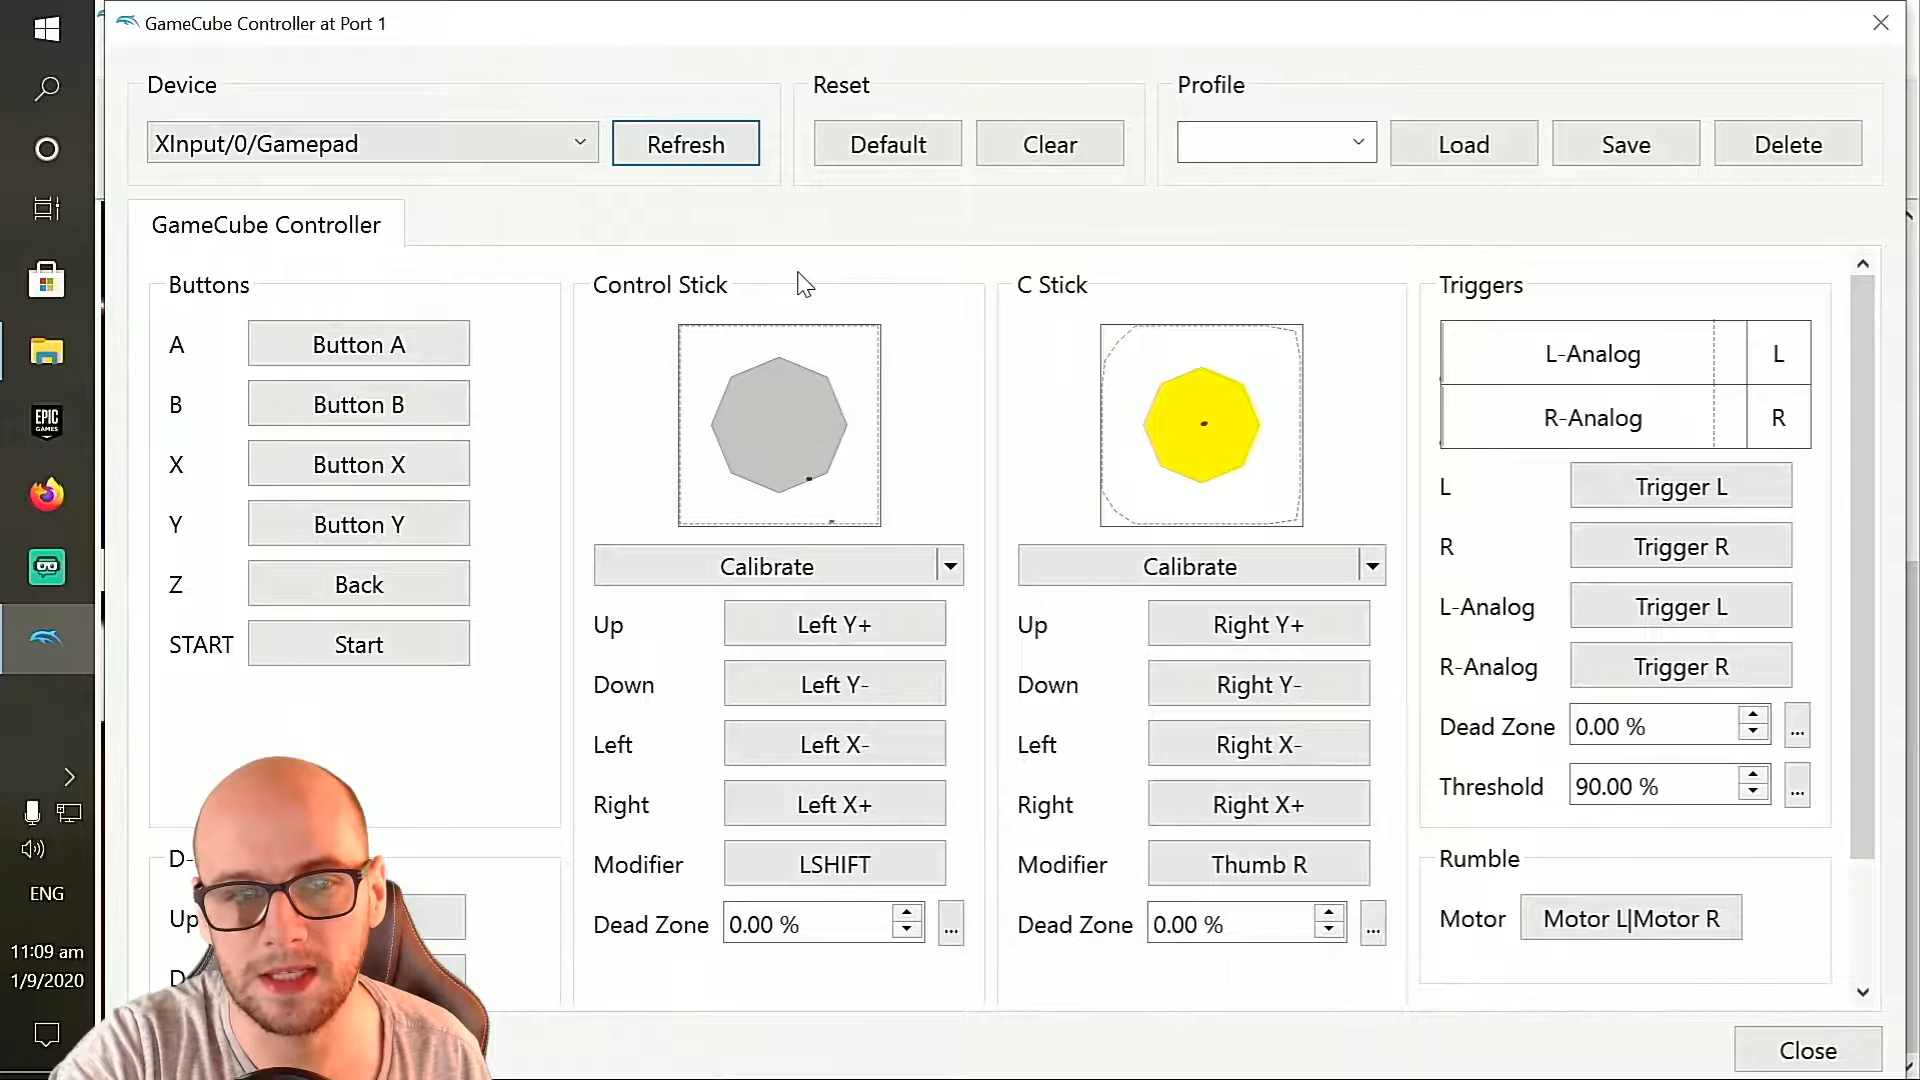 GameCube Controller at Port 1
Device
Reset
Profile
XInput/0/Gamepad
Refresh
Default
Clear
Load
Save
Delete
GameCube Controller
Buttons
A
Button A
B
Button B
X
Button X
Y
Button Y
Z
Back
START
Start
D-
Up
D
Control Stick
Calibrate
Up
Left Y+
Down
Left Y-
Left
Left X-
Right
Left X+
Modifier
LSHIFT
Dead Zone
0.00 %
...
C Stick
Calibrate
Up
Right Y+
Down
Right Y-
Left
Right X-
Right
Right X+
Modifier
Thumb R
Dead Zone
0.00 %
...
Triggers
L-Analog
L
R-Analog
R
L
Trigger L
R
Trigger R
L-Analog
Trigger L
R-Analog
Trigger R
Dead Zone
0.00 %
...
Threshold
90.00 %
...
Rumble
Motor
Motor L|Motor R
Close
EPIC
GAMES
ENG
11:09 am
1/9/2020